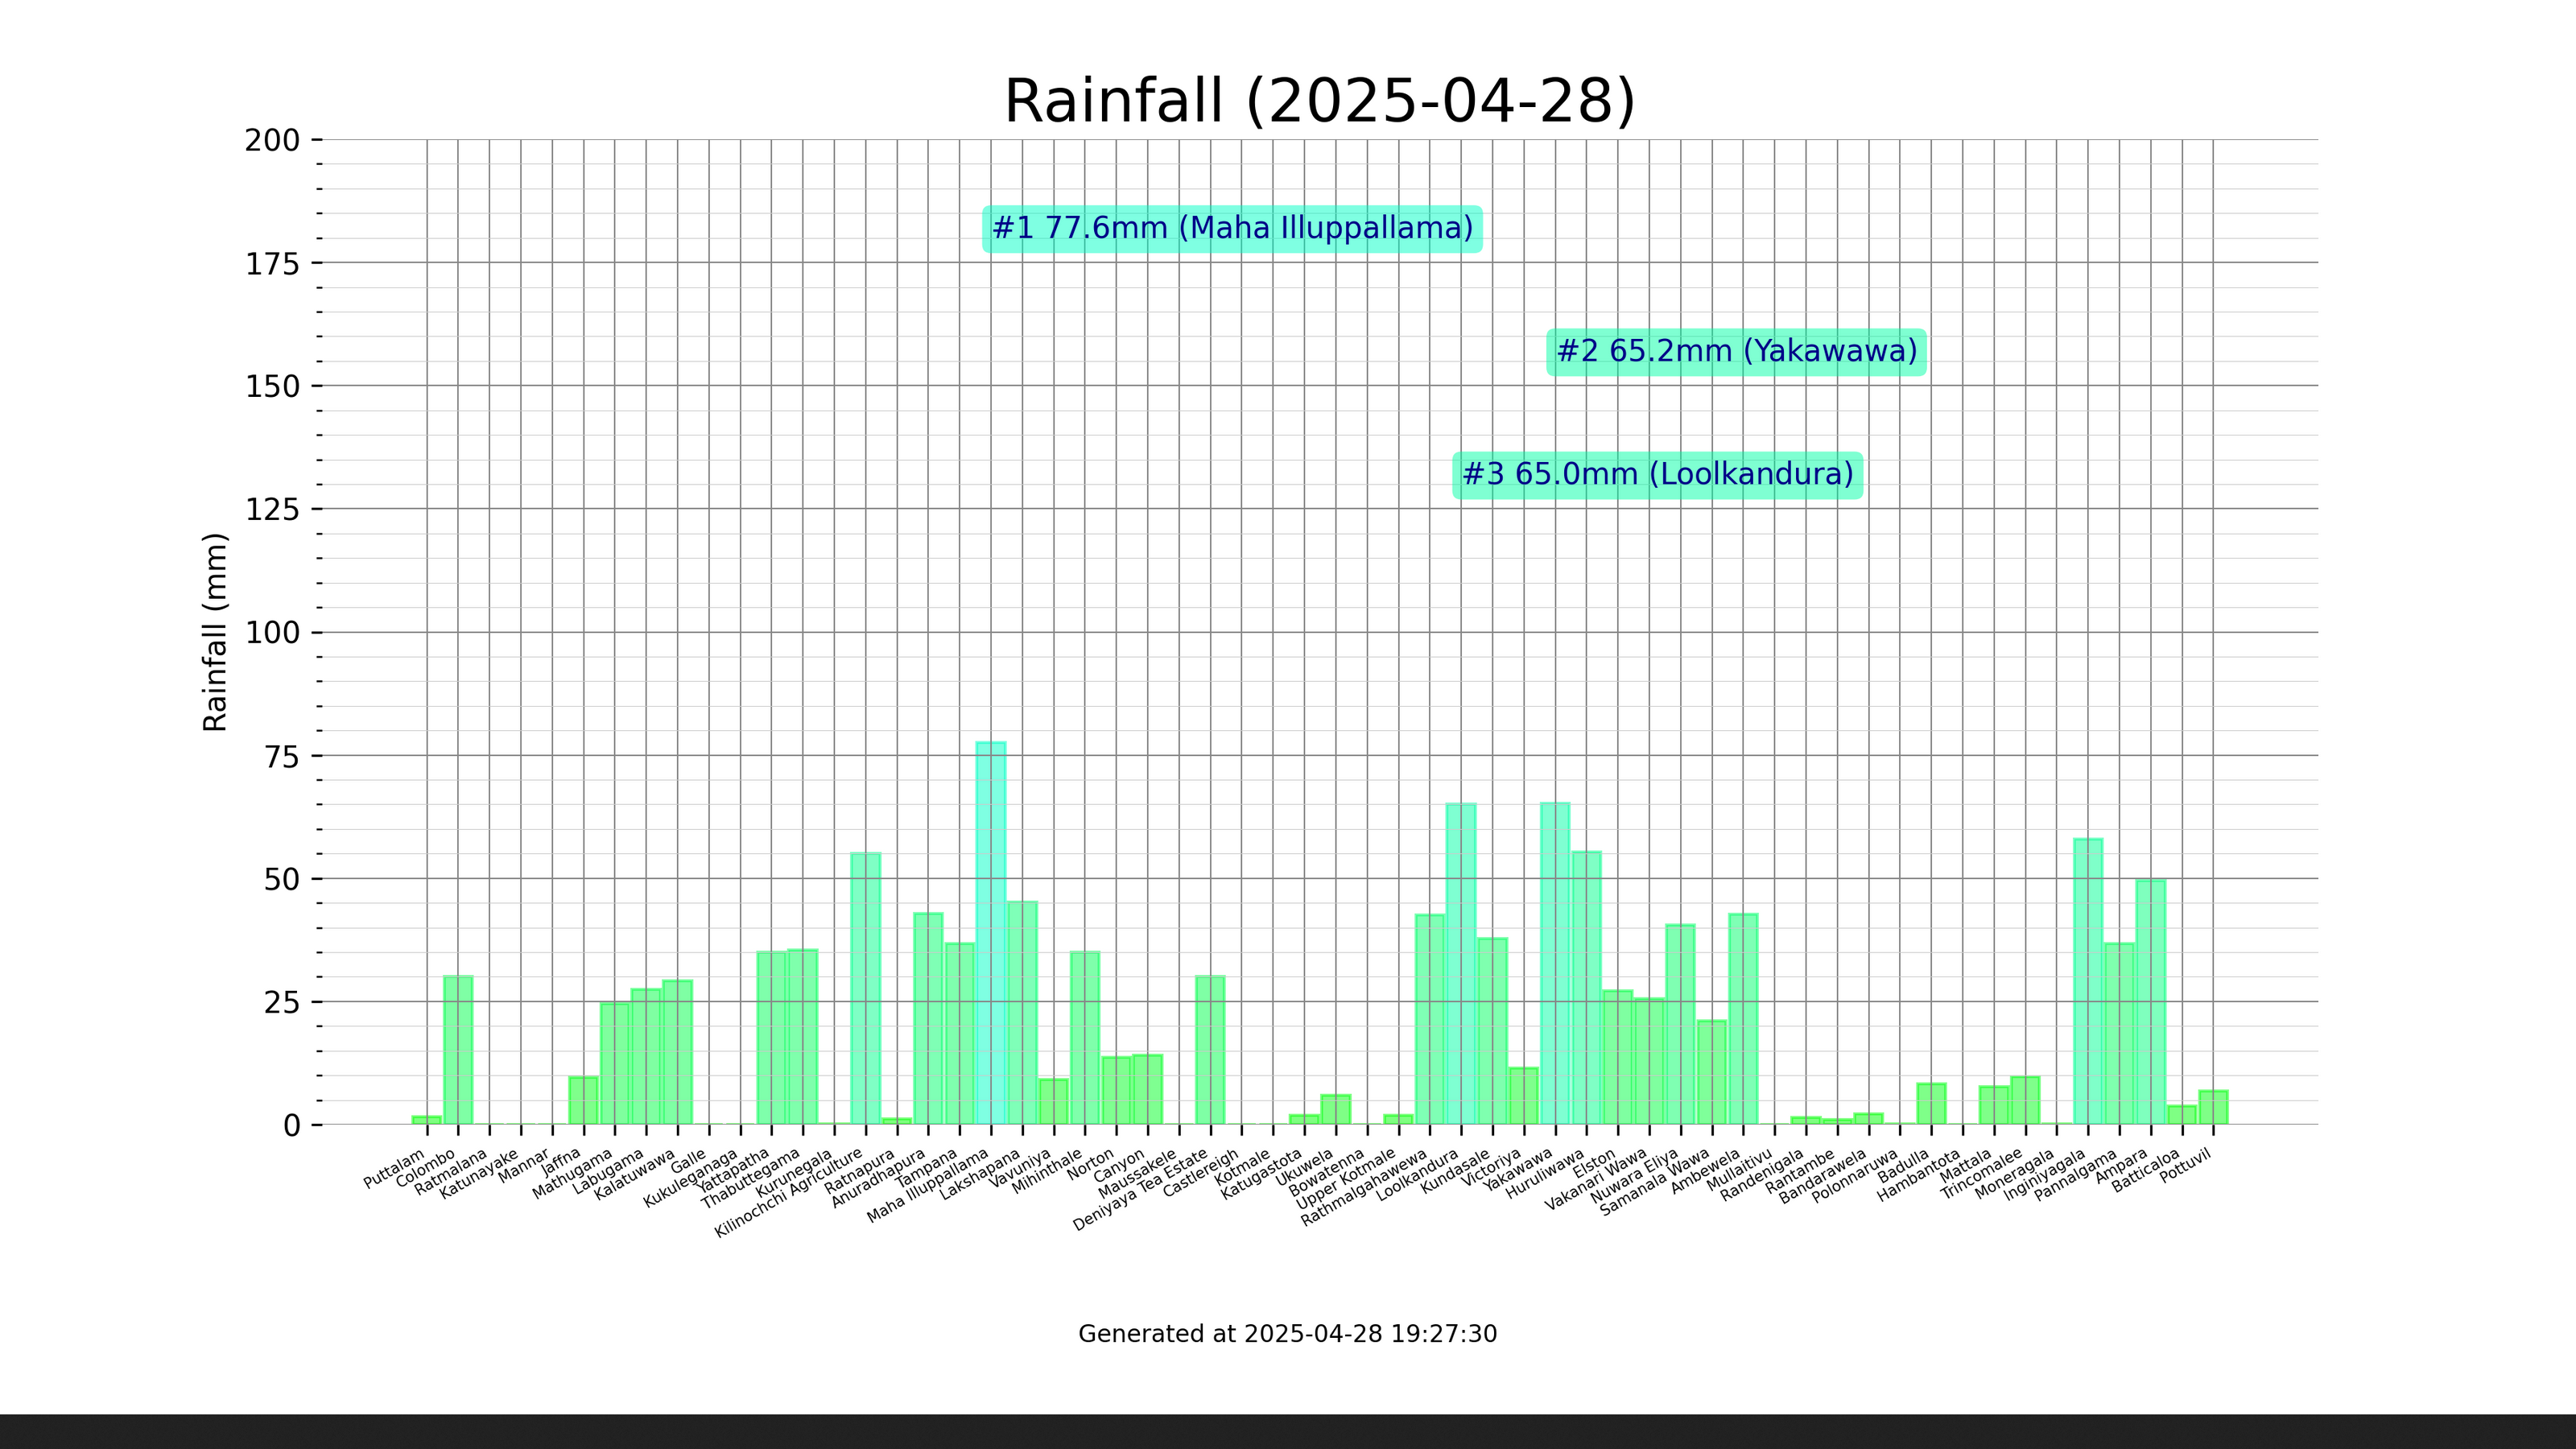 Rainfall (2025-04-28)
200
175
150
125
100
75
50
25
0
Rainfall (mm)
#1 77.6mm (Maha Illuppallama)
#2 65.2mm (Yakawawa)
#3 65.0mm (Loolkandura)
Puttalam
Colombo
Ratmalana
Katunayake
Mannar
Jaffna
Mathugama
Labugama
Kalatuwawa
Galle
Kukuleganaga
Yattapatha
Thabuttegama
Kurunegala
Kilinochchi Agriculture
Ratnapura
Anuradhapura
Tampana
Maha Illuppallama
Lakshapana
Vavuniya
Mihinthale
Norton
Canyon
Maussakele
Deniyaya Tea Estate
Castlereigh
Kotmale
Katugastota
Ukuwela
Bowatenna
Upper Kotmale
Rathmalgahawewa
Loolkandura
Kundasale
Victoriya
Yakawawa
Huruliwawa
Elston
Vakanari Wawa
Nuwara Eliya
Samanala Wawa
Ambewela
Mullaitivu
Randenigala
Rantambe
Bandarawela
Polonnaruwa
Badulla
Hambantota
Mattala
Trincomalee
Moneragala
Inginiyagala
Pannalgama
Ampara
Batticaloa
Pottuvil
Generated at 2025-04-28 19:27:30